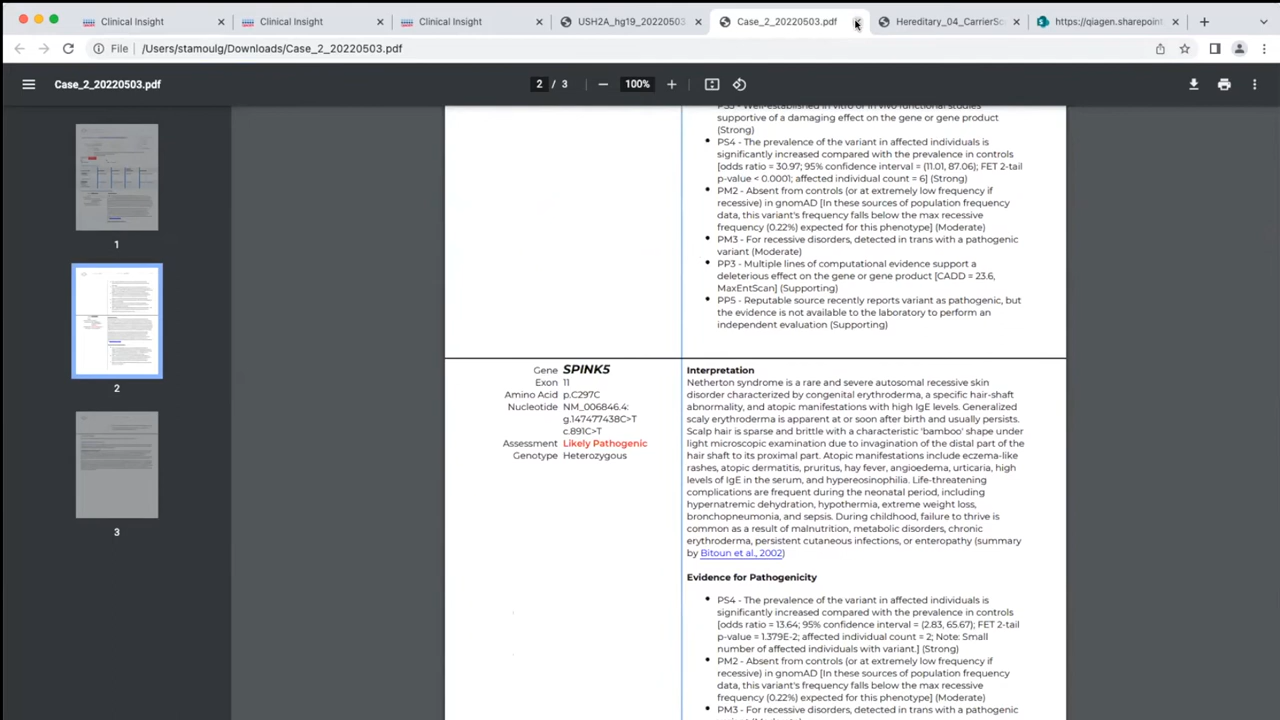 Clinical Insight
Clinical Insight
Clinical Insight
USH2A_hg19_20220503
Case_2_20220503.pdf
Hereditary_04_CarrierSc
https://qiagen.sharepoint
File
/Users/stamoulg/Downloads/Case_2_20220503.pdf
Case_2_20220503.pdf
2 / 3
100%
1
2
3
PS3 - Well-established in vitro or in vivo functional studies
supportive of a damaging effect on the gene or gene product
(Strong)
PS4 - The prevalence of the variant in affected individuals is
significantly increased compared with the prevalence in controls
[odds ratio = 30.97; 95% confidence interval = (11.01, 87.06); FET 2-tail
p-value < 0.0001; affected individual count = 6] (Strong)
PM2 - Absent from controls (or at extremely low frequency if
recessive) in gnomAD [In these sources of population frequency
data, this variant's frequency falls below the max recessive
frequency (0.22%) expected for this phenotype] (Moderate)
PM3 - For recessive disorders, detected in trans with a pathogenic
variant (Moderate)
PP3 - Multiple lines of computational evidence support a
deleterious effect on the gene or gene product [CADD = 23.6,
MaxEntScan] (Supporting)
PP5 - Reputable source recently reports variant as pathogenic, but
the evidence is not available to the laboratory to perform an
independent evaluation (Supporting)
Gene SPINK5
Exon 11
Amino Acid p.C297C
Nucleotide NM_006846.4:
g.147477438C>T
c.891C>T
Assessment Likely Pathogenic
Genotype Heterozygous
Interpretation
Netherton syndrome is a rare and severe autosomal recessive skin
disorder characterized by congenital erythroderma, a specific hair-shaft
abnormality, and atopic manifestations with high IgE levels. Generalized
scaly erythroderma is apparent at or soon after birth and usually persists.
Scalp hair is sparse and brittle with a characteristic 'bamboo' shape under
light microscopic examination due to invagination of the distal part of the
hair shaft to its proximal part. Atopic manifestations include eczema-like
rashes, atopic dermatitis, pruritus, hay fever, angioedema, urticaria, high
levels of IgE in the serum, and hypereosinophilia. Life-threatening
complications are frequent during the neonatal period, including
hypernatremic dehydration, hypothermia, extreme weight loss,
bronchopneumonia, and sepsis. During childhood, failure to thrive is
common as a result of malnutrition, metabolic disorders, chronic
erythroderma, persistent cutaneous infections, or enteropathy (summary
by Bitoun et al., 2002)
Evidence for Pathogenicity
PS4 - The prevalence of the variant in affected individuals is
significantly increased compared with the prevalence in controls
[odds ratio = 13.64; 95% confidence interval = (2.83, 65.67); FET 2-tail
p-value = 1.379E-2; affected individual count = 2; Note: Small
number of affected individuals with variant.] (Strong)
PM2 - Absent from controls (or at extremely low frequency if
recessive) in gnomAD [In these sources of population frequency
data, this variant's frequency falls below the max recessive
frequency (0.22%) expected for this phenotype] (Moderate)
PM3 - For recessive disorders, detected in trans with a pathogenic